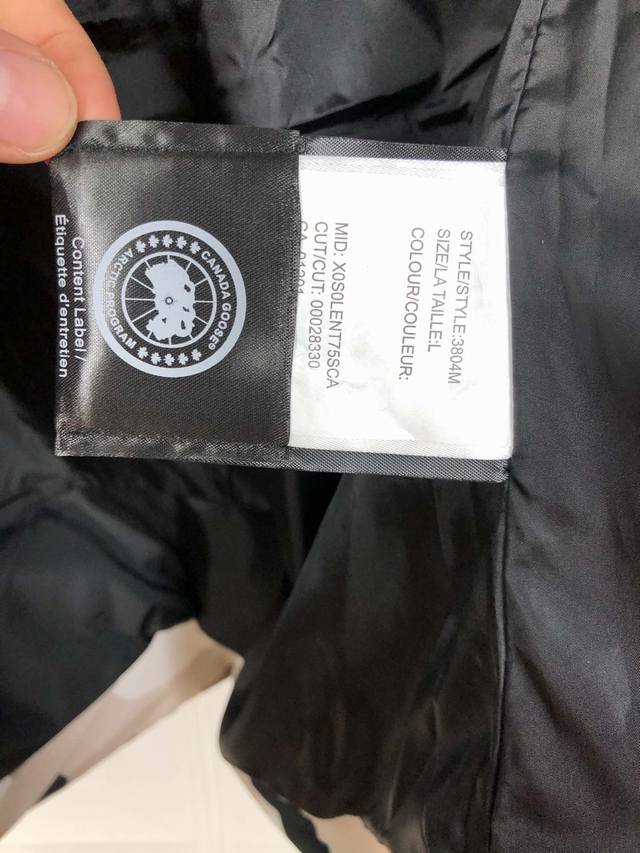 STYLE/STYLE:3804M
SIZE/LA TAILLE:L
COLOUR/COULEUR:
MID: X0S0LENT75SCA
CUT/CUT: 00028330
CANADA GOOSE®
ARCTIC PROGRAM
Content Label/
Étiquette d'entretien